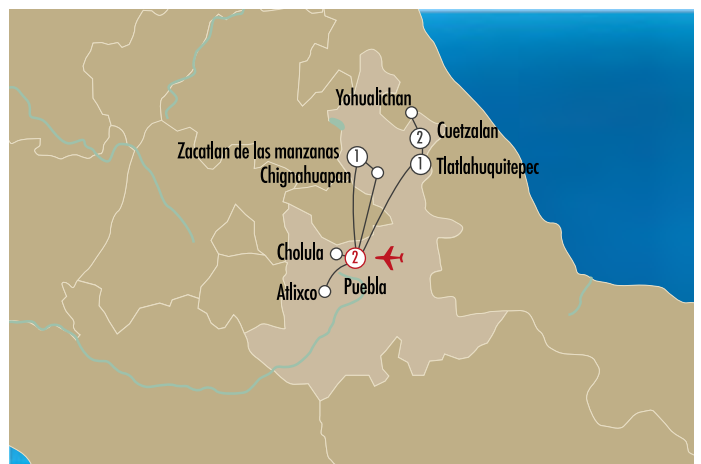 Yohualichan
2
Cuetzalan
Zacatlan de las manzanas
1
1
Tlatlahuquitepec
Chignahuapan
Cholula
2
Atlixco
Puebla